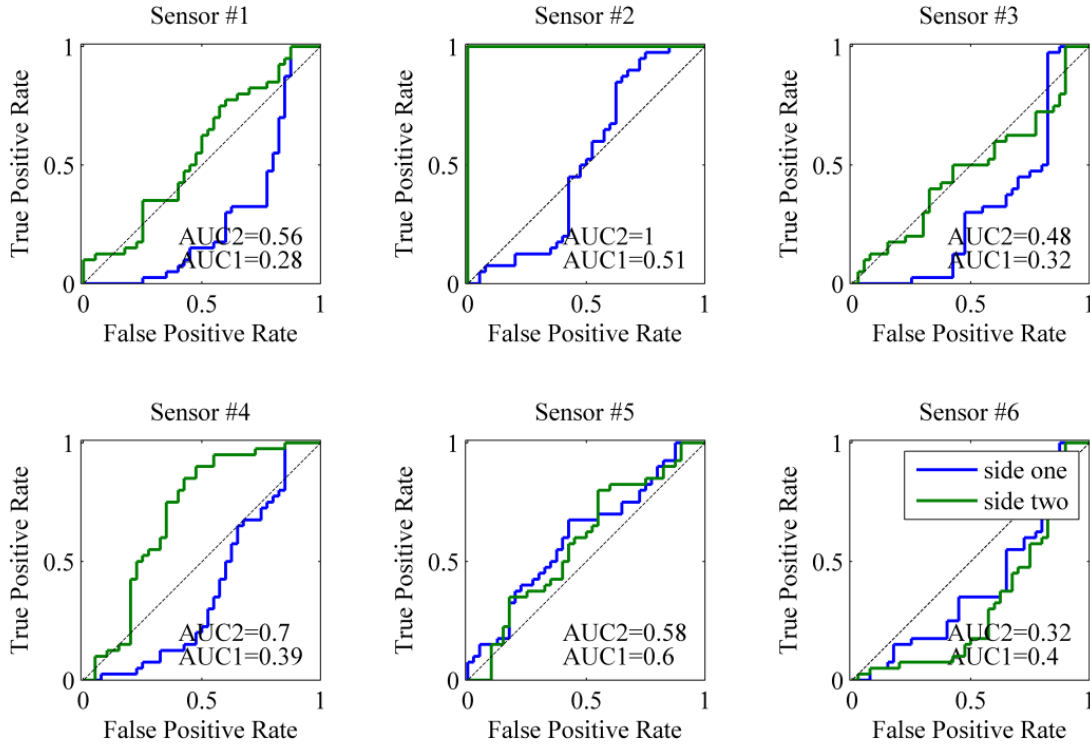 Sensor #1
1
0.5
0
0 0.5 1
True Positive Rate
False Positive Rate
AUC2=0.56
AUC1=0.28
Sensor #2
1
0.5
0
0 0.5 1
True Positive Rate
False Positive Rate
AUC2=1
AUC1=0.51
Sensor #3
1
0.5
0
0 0.5 1
True Positive Rate
False Positive Rate
AUC2=0.48
AUC1=0.32
Sensor #4
1
0.5
0
0 0.5 1
True Positive Rate
False Positive Rate
AUC2=0.7
AUC1=0.39
Sensor #5
1
0.5
0
0 0.5 1
True Positive Rate
False Positive Rate
AUC2=0.58
AUC1=0.6
Sensor #6
1
0.5
0
0 0.5 1
True Positive Rate
False Positive Rate
side one
side two
AUC2=0.32
AUC1=0.4